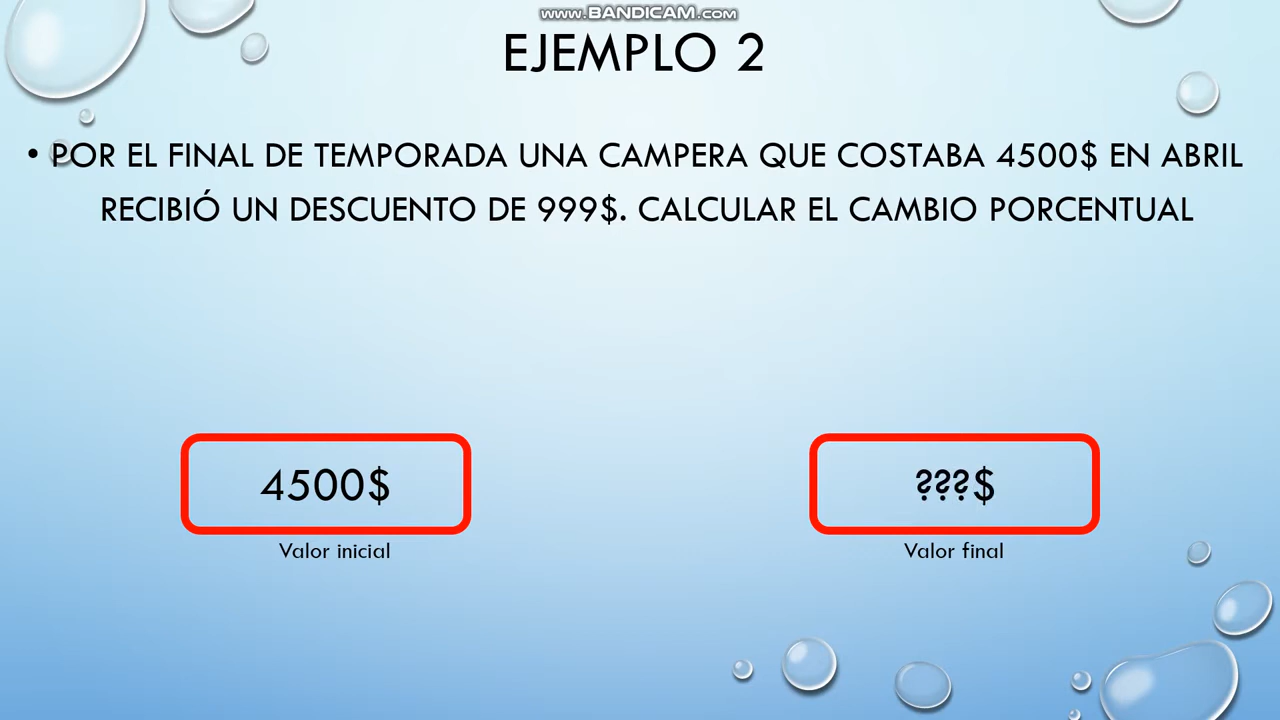 www.BANDICAM.com
EJEMPLO 2
• POR EL FINAL DE TEMPORADA UNA CAMPERA QUE COSTABA 4500$ EN ABRIL
RECIBIÓ UN DESCUENTO DE 999$. CALCULAR EL CAMBIO PORCENTUAL
4500$
???$
Valor inicial
Valor final